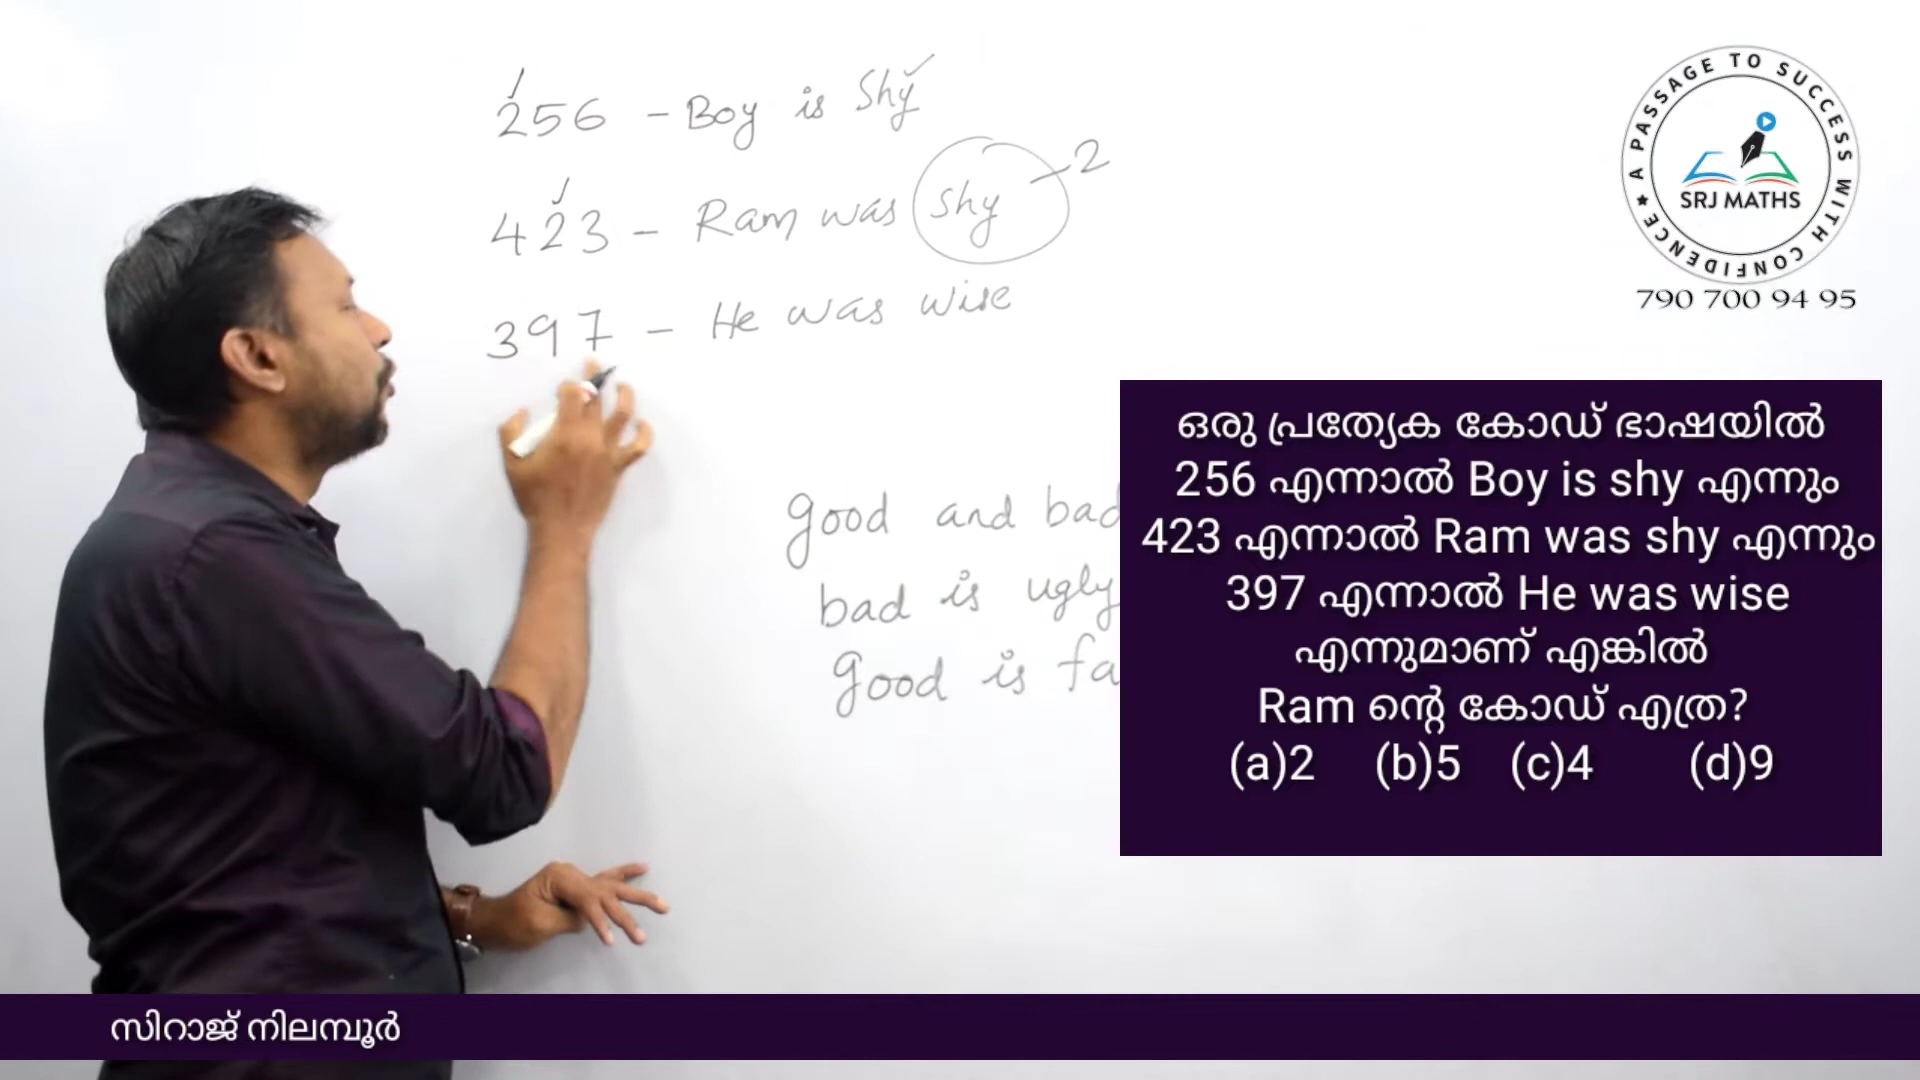 256 - Boy is Shy
423 - Ram was shy - 2
397 - He was wise
good and bad
bad is ugly
good is fa
A PASSAGE TO SUCCESS WITH CONFIDENCE
SRJ MATHS
790 700 94 95
ഒരു പ്രത്യേക കോഡ് ഭാഷയിൽ
256 എന്നാൽ Boy is shy എന്നും
423 എന്നാൽ Ram was shy എന്നും
397 എന്നാൽ He was wise
എന്നുമാണ് എങ്കിൽ
Ram ന്റെ കോഡ് എത്ര?
(a)2 (b)5 (c)4 (d)9
സിറാജ് നിലമ്പൂർ